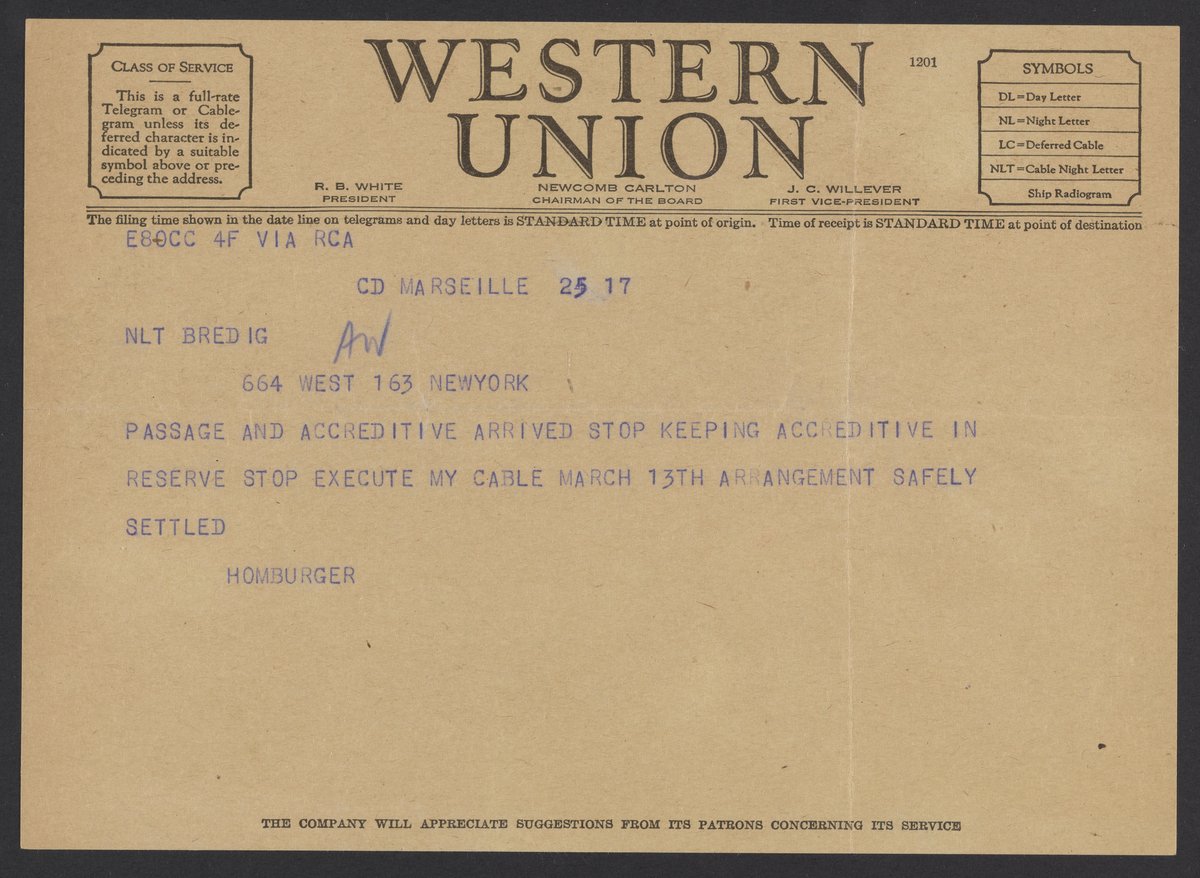 CLASS OF SERVICE
This is a full-rate
Telegram or Cable-
gram unless its de-
ferred character is in-
dicated by a suitable
symbol above or pre-
ceding the address.
WESTERN
UNION
1201
R. B. WHITE
PRESIDENT
NEWCOMB CARLTON
CHAIRMAN OF THE BOARD
J. C. WILLEVER
FIRST VICE-PRESIDENT
SYMBOLS
DL=Day Letter
NL=Night Letter
LC=Deferred Cable
NLT=Cable Night Letter
Ship Radiogram
The filing time shown in the date line on telegrams and day letters is STANDARD TIME at point of origin. Time of receipt is STANDARD TIME at point of destination
E80CC 4F VIA RCA
CD MARSEILLE 25 17
NLT BREDIG
AW
664 WEST 163 NEWYORK
PASSAGE AND ACCREDITIVE ARRIVED STOP KEEPING ACCREDITIVE IN
RESERVE STOP EXECUTE MY CABLE MARCH 13TH ARRANGEMENT SAFELY
SETTLED
HOMBURGER
THE COMPANY WILL APPRECIATE SUGGESTIONS FROM ITS PATRONS CONCERNING ITS SERVICE